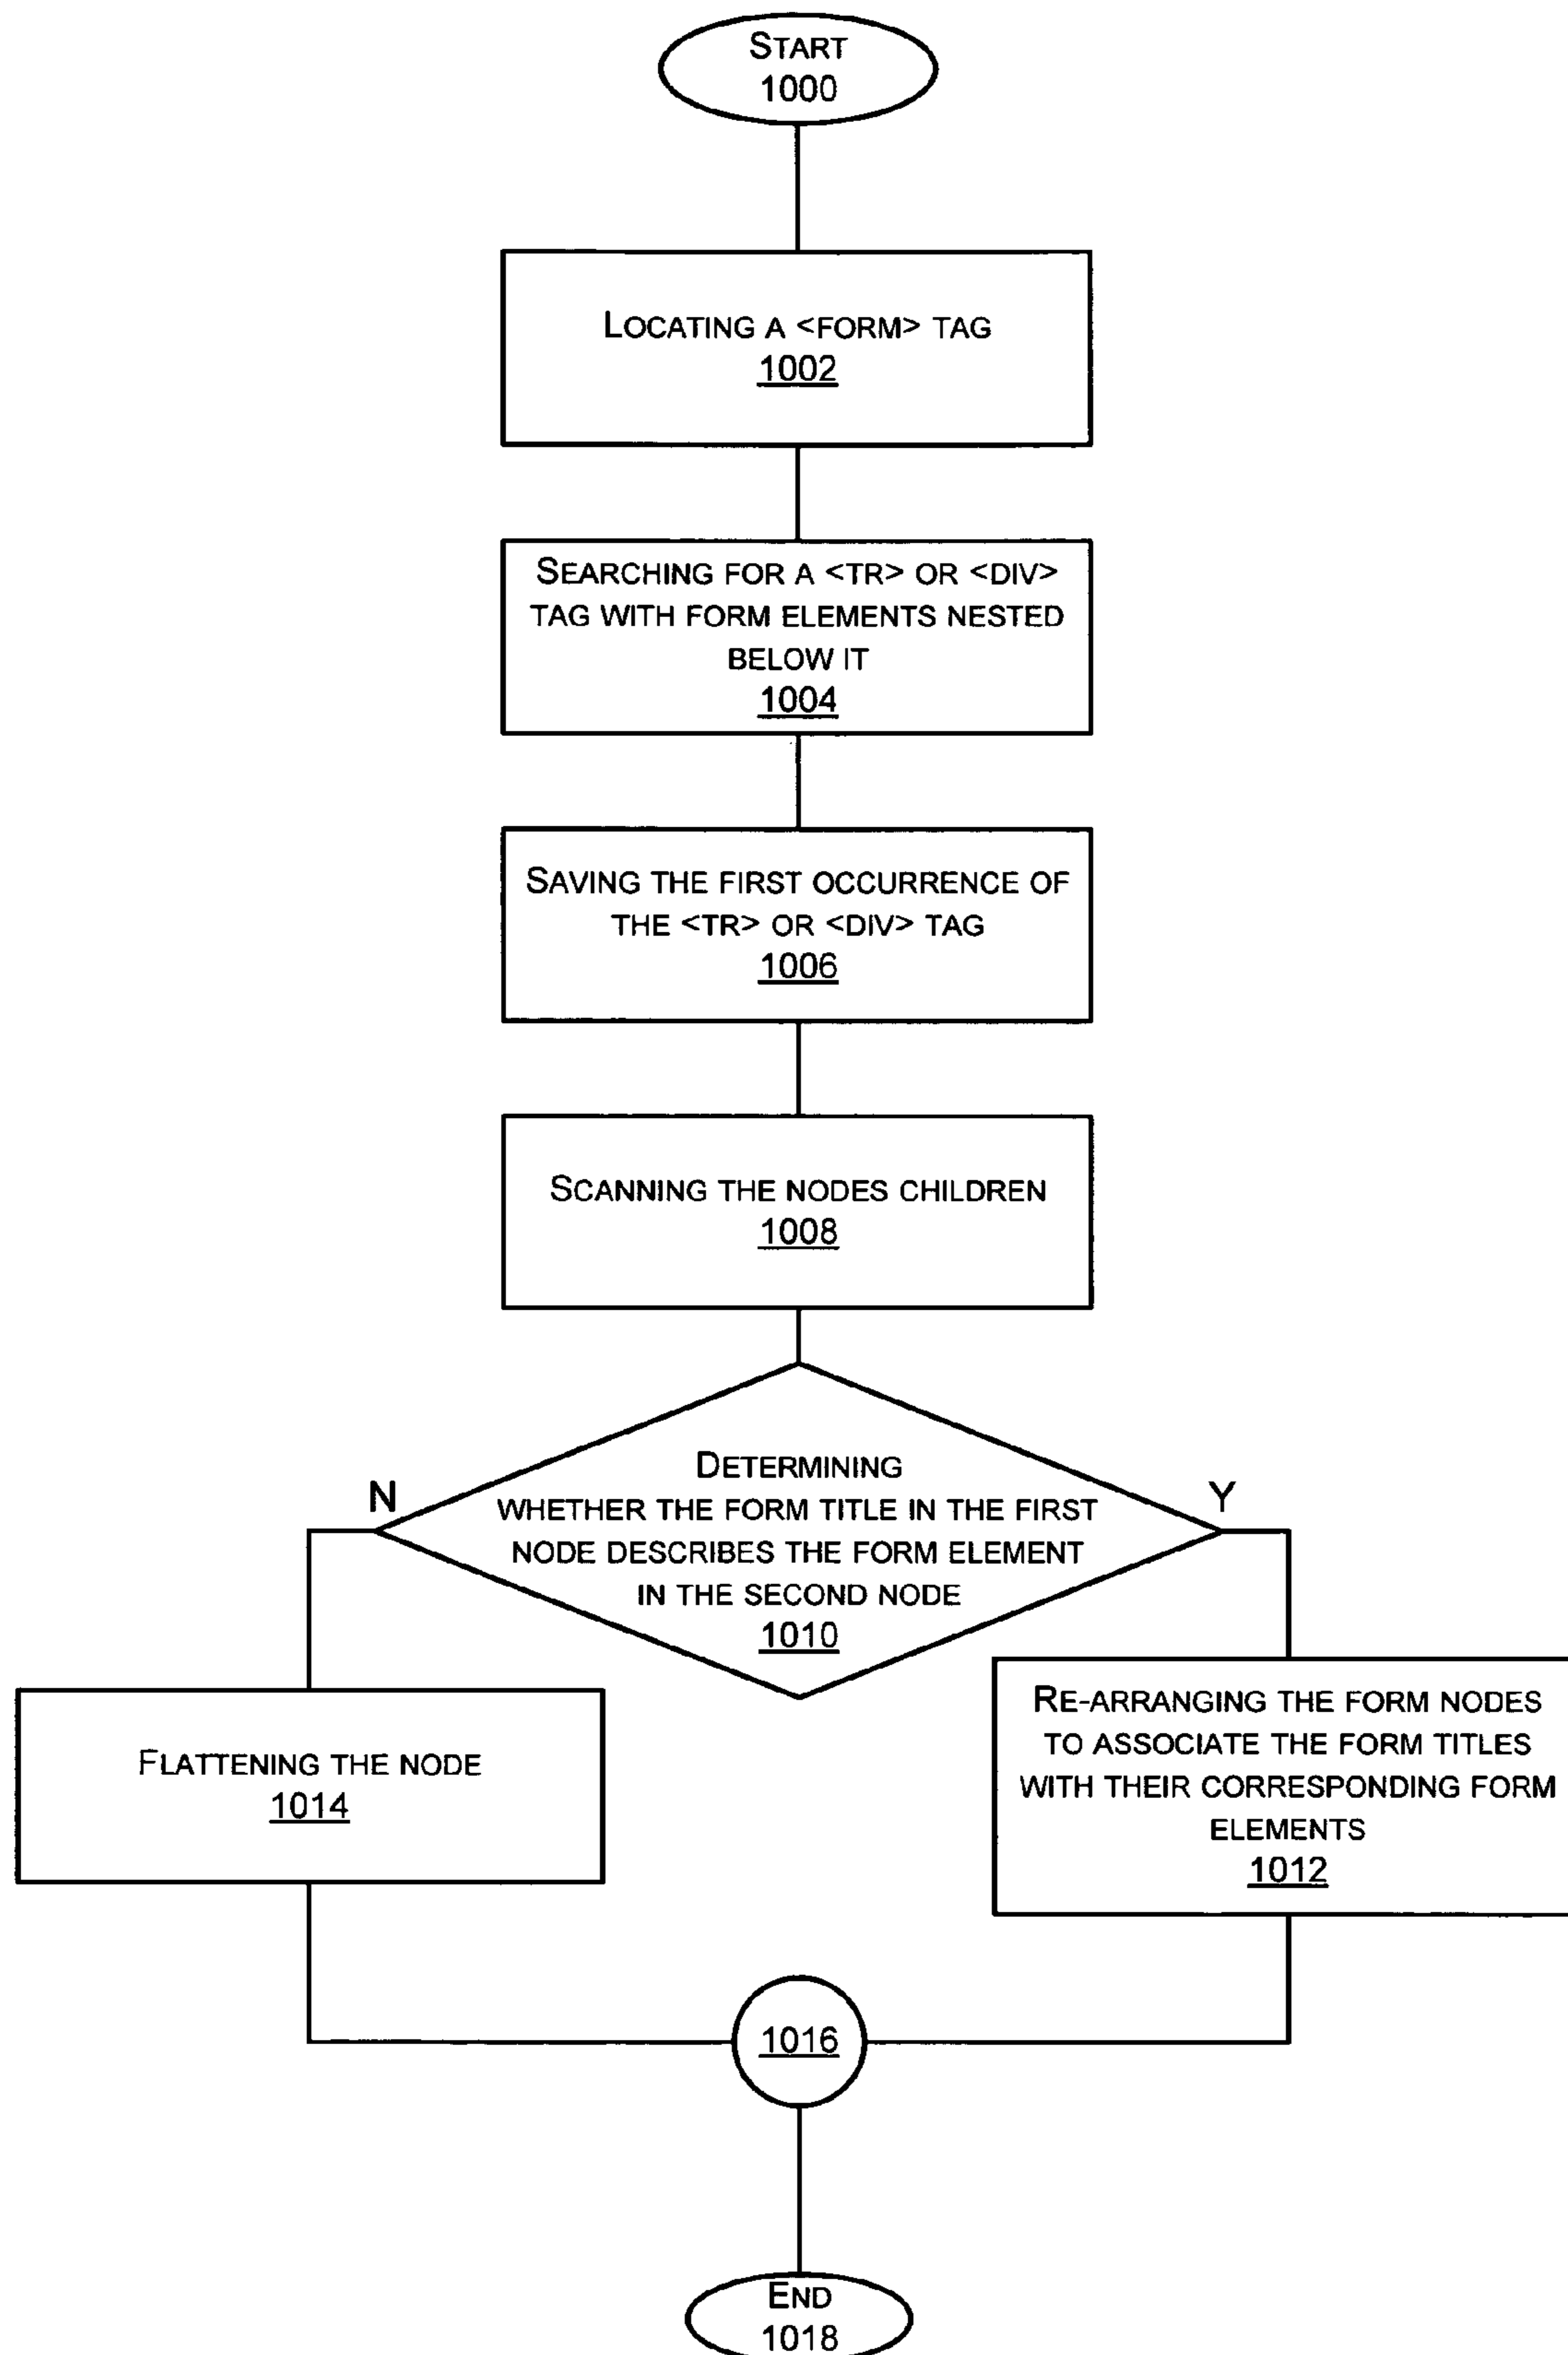 START
1000
LOCATING A <FORM> TAG
1002
SEARCHING FOR A <TR> OR <DIV>
TAG WITH FORM ELEMENTS NESTED
BELOW IT
1004
SAVING THE FIRST OCCURRENCE OF
THE <TR> OR <DIV> TAG
1006
SCANNING THE NODES CHILDREN
1008
DETERMINING
WHETHER THE FORM TITLE IN THE FIRST
NODE DESCRIBES THE FORM ELEMENT
IN THE SECOND NODE
1010
N
Y
FLATTENING THE NODE
1014
RE-ARRANGING THE FORM NODES
TO ASSOCIATE THE FORM TITLES
WITH THEIR CORRESPONDING FORM
ELEMENTS
1012
1016
END
1018